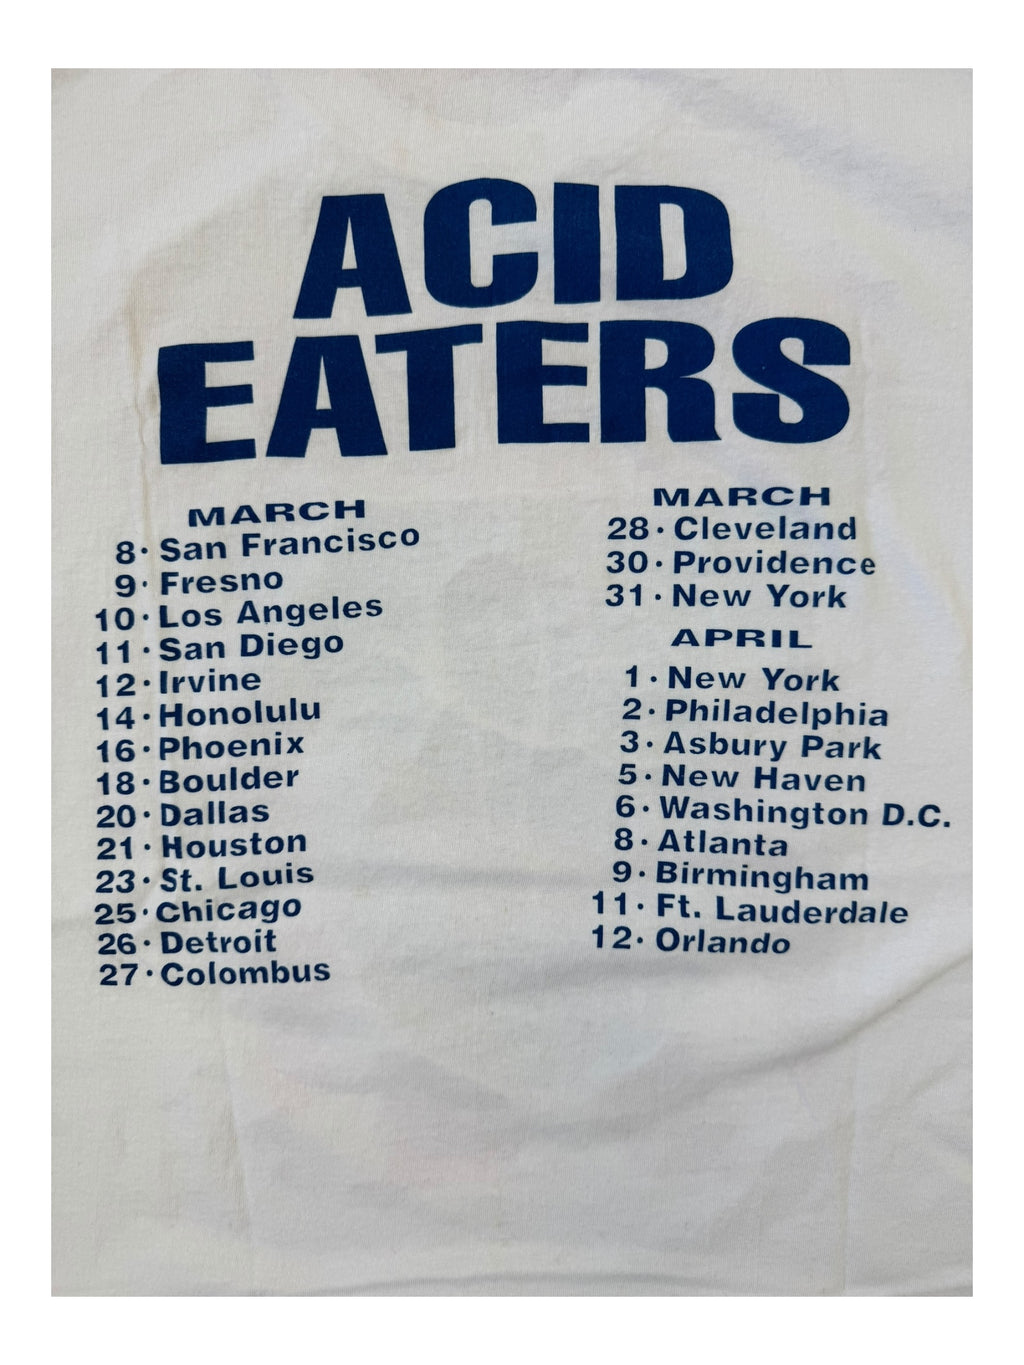 ACID
EATERS
MARCH
8· San Francisco
9· Fresno
10· Los Angeles
11· San Diego
12· Irvine
14· Honolulu
16· Phoenix
18· Boulder
20· Dallas
21· Houston
23· St. Louis
25· Chicago
26· Detroit
27· Colombus
MARCH
28· Cleveland
30· Providence
31· New York
APRIL
1· New York
2· Philadelphia
3· Asbury Park
5· New Haven
6· Washington D.C.
8· Atlanta
9· Birmingham
11· Ft. Lauderdale
12· Orlando